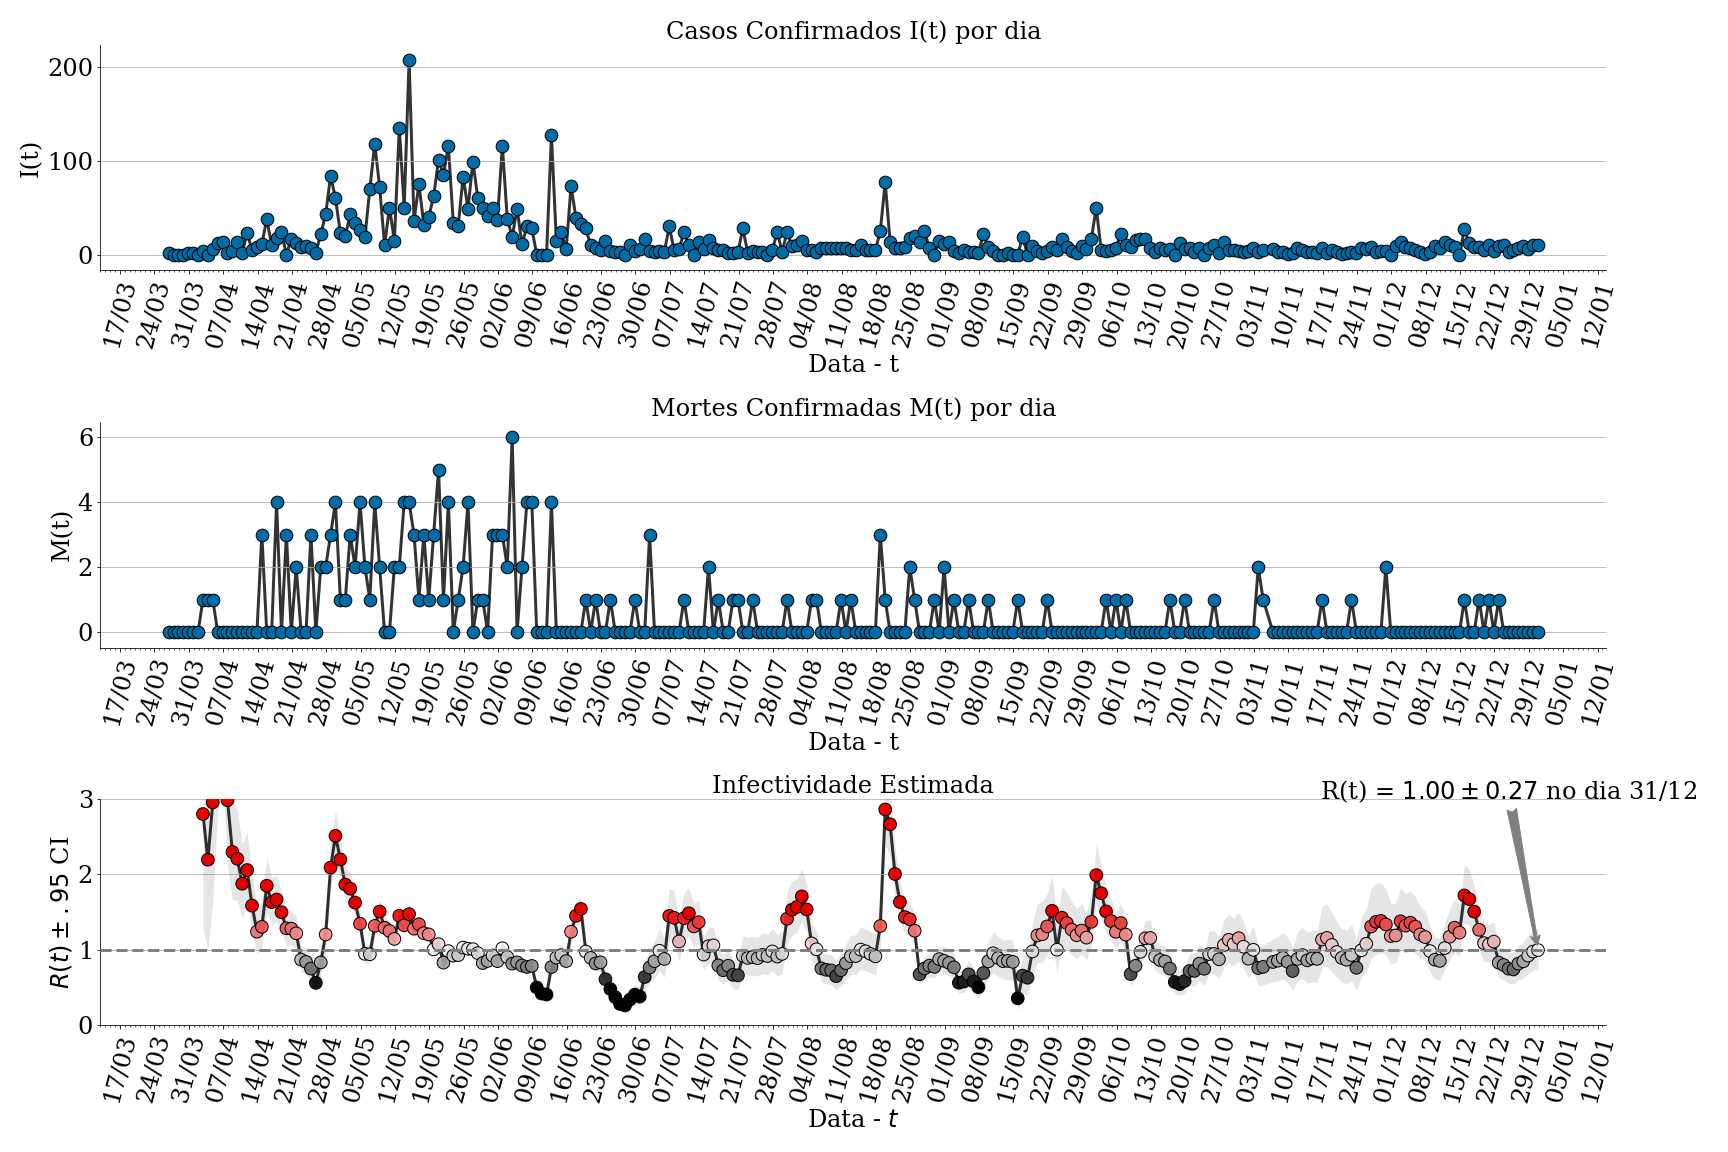 Casos Confirmados I(t) por dia
200
100
0
I(t)
17/03 24/03 31/03 07/04 14/04 21/04 28/04 05/05 12/05 19/05 26/05 02/06 09/06 16/06 23/06 30/06 07/07 14/07 21/07 28/07 04/08 11/08 18/08 25/08 01/09 08/09 15/09 22/09 29/09 06/10 13/10 20/10 27/10 03/11 10/11 17/11 24/11 01/12 08/12 15/12 22/12 29/12 05/01 12/01
Data - t
Mortes Confirmadas M(t) por dia
6
4
2
0
M(t)
17/03 24/03 31/03 07/04 14/04 21/04 28/04 05/05 12/05 19/05 26/05 02/06 09/06 16/06 23/06 30/06 07/07 14/07 21/07 28/07 04/08 11/08 18/08 25/08 01/09 08/09 15/09 22/09 29/09 06/10 13/10 20/10 27/10 03/11 10/11 17/11 24/11 01/12 08/12 15/12 22/12 29/12 05/01 12/01
Data - t
Infectividade Estimada
R(t) = 1.00 ± 0.27 no dia 31/12
3
2
1
0
R(t) ± .95 CI
17/03 24/03 31/03 07/04 14/04 21/04 28/04 05/05 12/05 19/05 26/05 02/06 09/06 16/06 23/06 30/06 07/07 14/07 21/07 28/07 04/08 11/08 18/08 25/08 01/09 08/09 15/09 22/09 29/09 06/10 13/10 20/10 27/10 03/11 10/11 17/11 24/11 01/12 08/12 15/12 22/12 29/12 05/01 12/01
Data - t